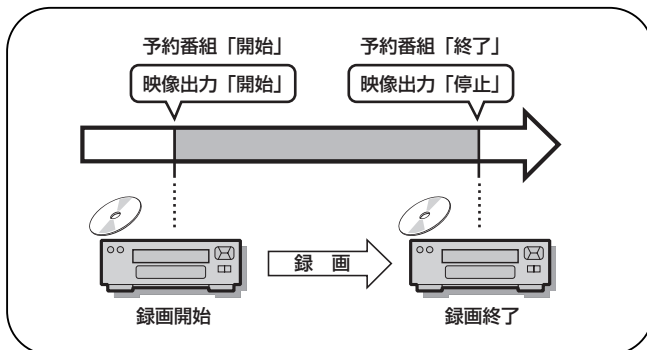 予約番組「開始」
予約番組「終了」
映像出力「開始」
映像出力「停止」
録 画
録画開始
録画終了